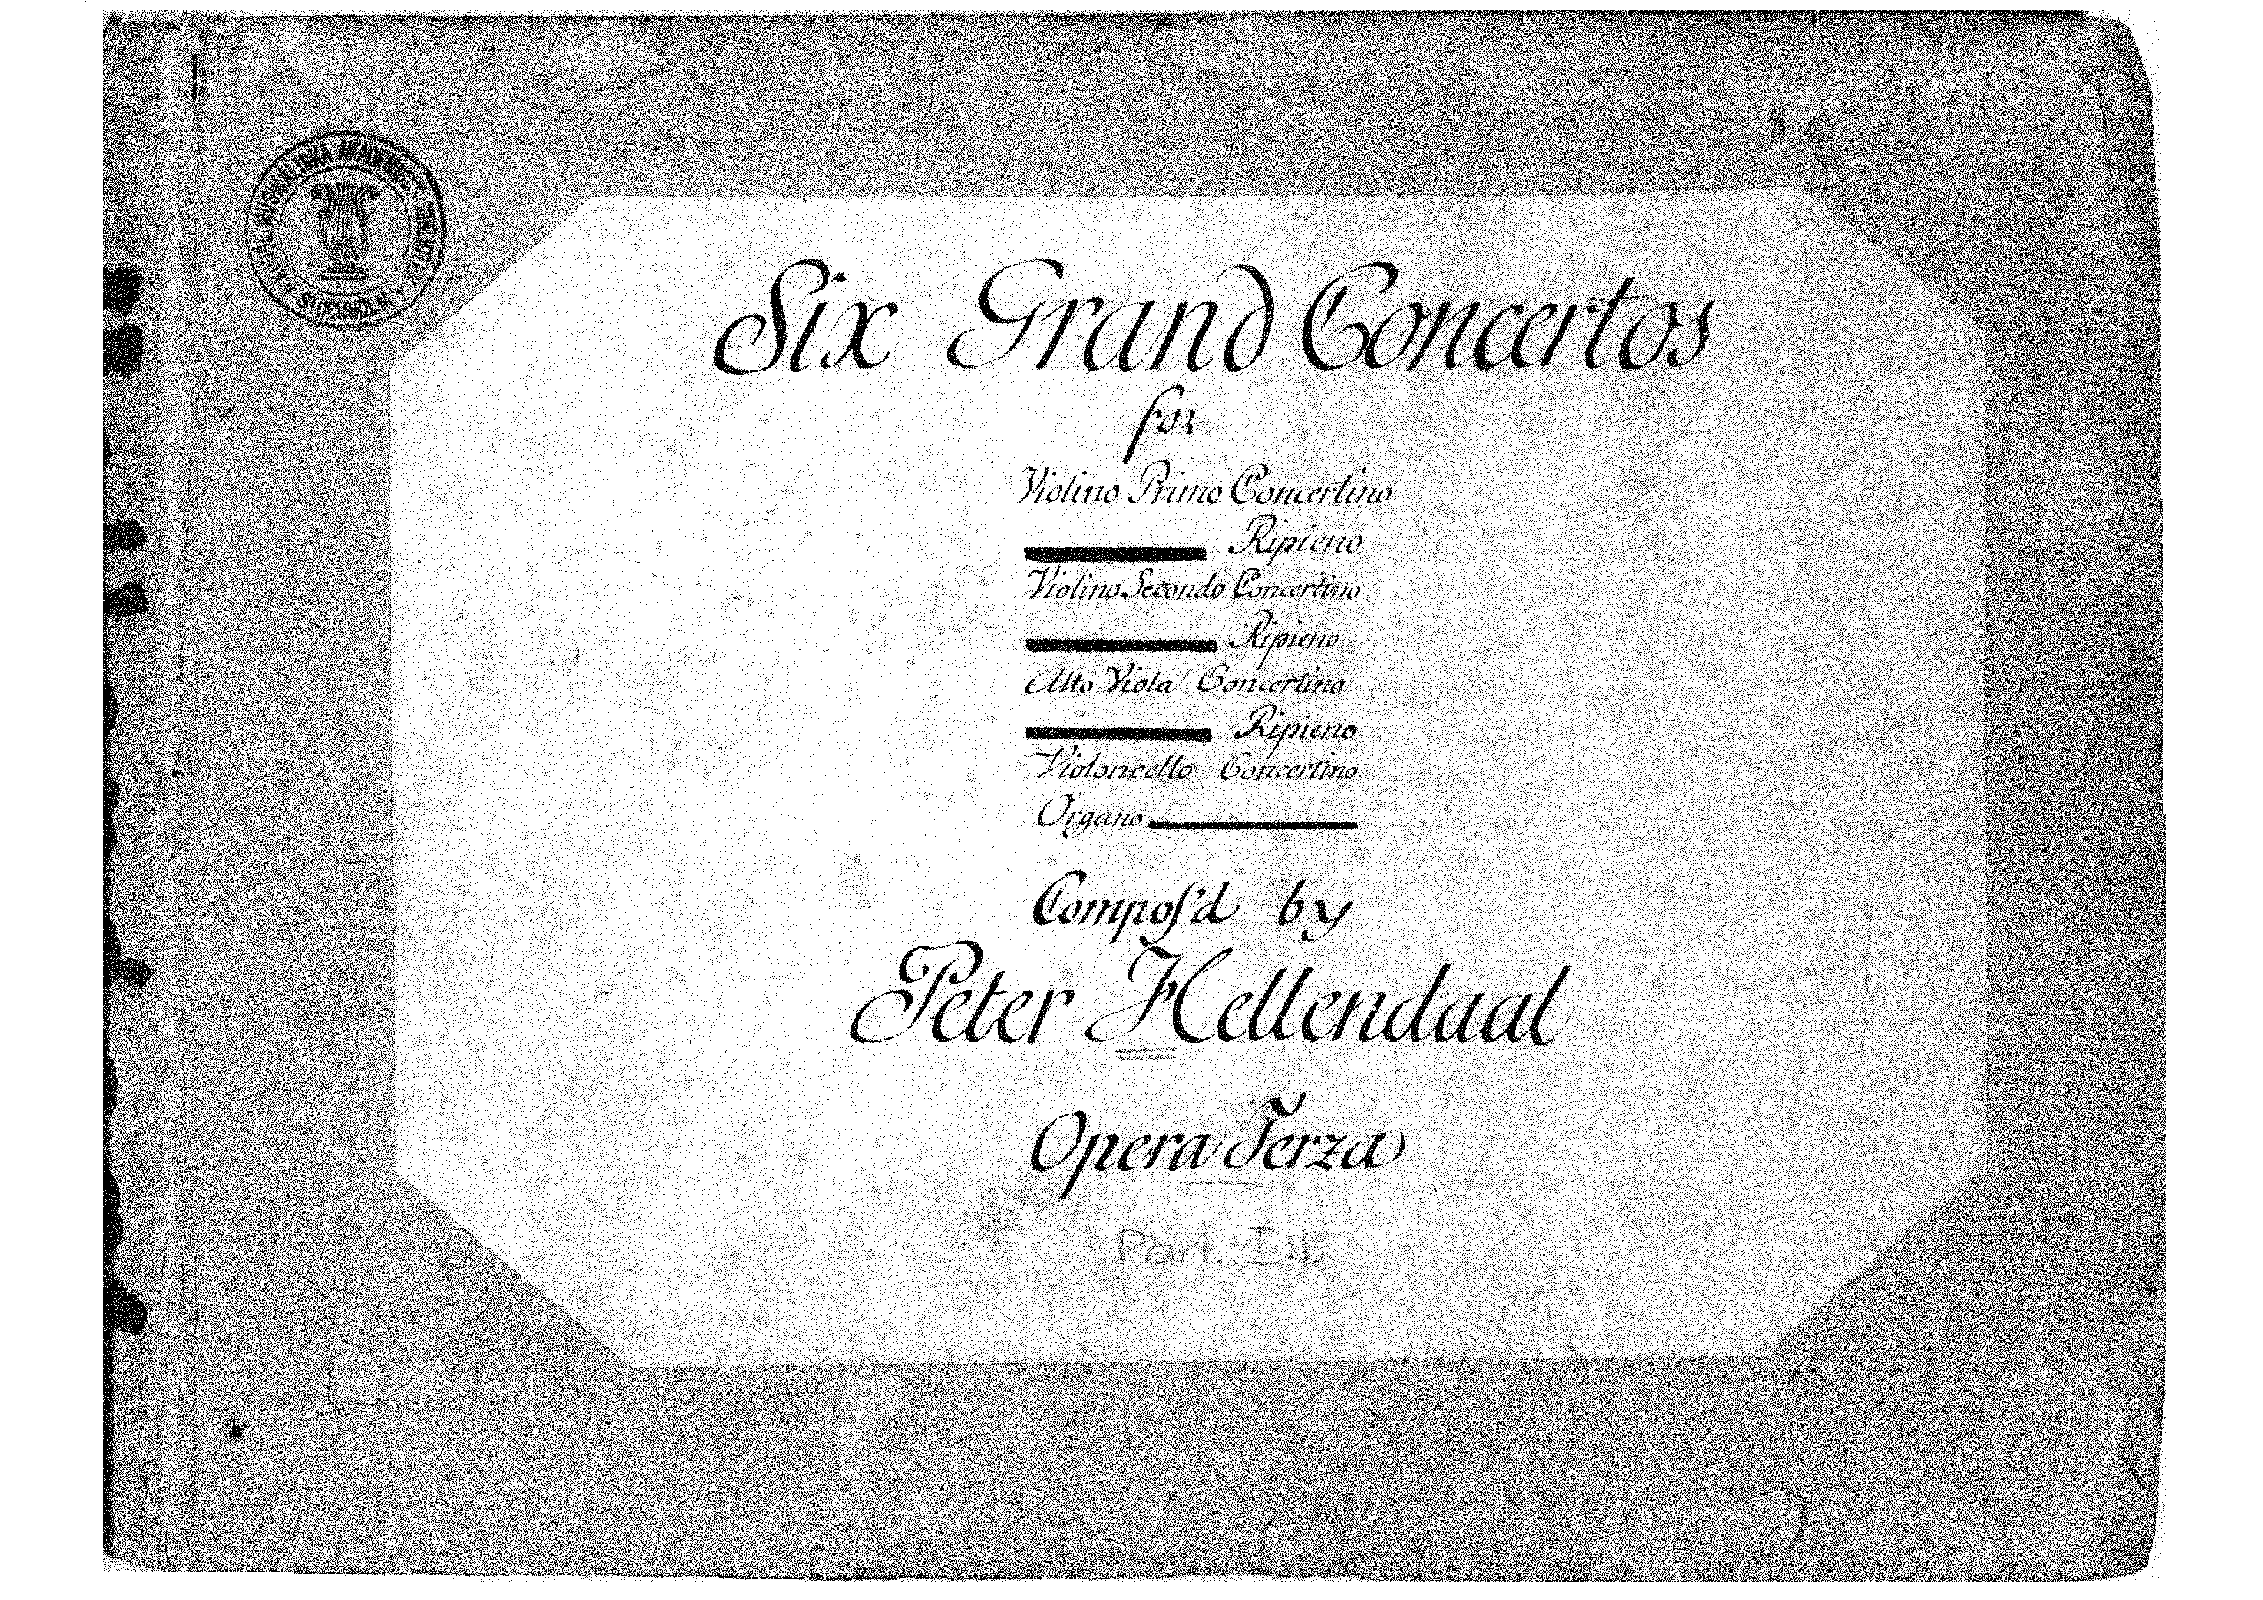 Six Grand Concertos
for
Violino Primo Concertino
Ripieno
Violino Secondo Concertino
Ripieno
Alto Viola Concertino
Ripieno
Violoncello Concertino
Organo
Compos'd by
Peter Hellendaal
Opera Terza
Part.